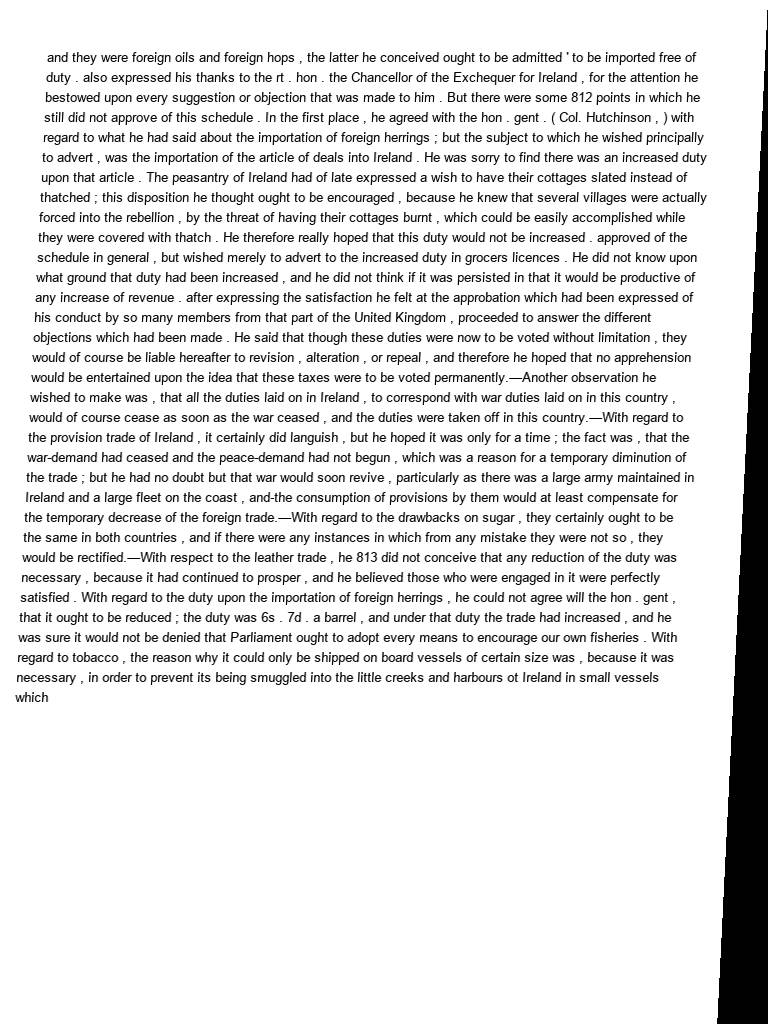 and they were foreign oils and foreign hops , the latter he conceived ought to be admitted ' to be imported free of
duty . also expressed his thanks to the rt . hon . the Chancellor of the Exchequer for Ireland , for the attention he
bestowed upon every suggestion or objection that was made to him . But there were some 812 points in which he
still did not approve of this schedule . In the first place , he agreed with the hon . gent . ( Col. Hutchinson , ) with
regard to what he had said about the importation of foreign herrings ; but the subject to which he wished principally
to advert , was the importation of the article of deals into Ireland . He was sorry to find there was an increased duty
upon that article . The peasantry of Ireland had of late expressed a wish to have their cottages slated instead of
thatched ; this disposition he thought ought to be encouraged , because he knew that several villages were actually
forced into the rebellion , by the threat of having their cottages burnt , which could be easily accomplished while
they were covered with thatch . He therefore really hoped that this duty would not be increased . approved of the
schedule in general , but wished merely to advert to the increased duty in grocers licences . He did not know upon
what ground that duty had been increased , and he did not think if it was persisted in that it would be productive of
any increase of revenue . after expressing the satisfaction he felt at the approbation which had been expressed of
his conduct by so many members from that part of the United Kingdom , proceeded to answer the different
objections which had been made . He said that though these duties were now to be voted without limitation , they
would of course be liable hereafter to revision , alteration , or repeal , and therefore he hoped that no apprehension
would be entertained upon the idea that these taxes were to be voted permanently.—Another observation he
wished to make was , that all the duties laid on in Ireland , to correspond with war duties laid on in this country ,
would of course cease as soon as the war ceased , and the duties were taken off in this country.—With regard to
the provision trade of Ireland , it certainly did languish , but he hoped it was only for a time ; the fact was , that the
war-demand had ceased and the peace-demand had not begun , which was a reason for a temporary diminution of
the trade ; but he had no doubt but that war would soon revive , particularly as there was a large army maintained in
Ireland and a large fleet on the coast , and-the consumption of provisions by them would at least compensate for
the temporary decrease of the foreign trade.—With regard to the drawbacks on sugar , they certainly ought to be
the same in both countries , and if there were any instances in which from any mistake they were not so , they
would be rectified.—With respect to the leather trade , he 813 did not conceive that any reduction of the duty was
necessary , because it had continued to prosper , and he believed those who were engaged in it were perfectly
satisfied . With regard to the duty upon the importation of foreign herrings , he could not agree will the hon . gent ,
that it ought to be reduced ; the duty was 6s . 7d . a barrel , and under that duty the trade had increased , and he
was sure it would not be denied that Parliament ought to adopt every means to encourage our own fisheries . With
regard to tobacco , the reason why it could only be shipped on board vessels of certain size was , because it was
necessary , in order to prevent its being smuggled into the little creeks and harbours ot Ireland in small vessels
which